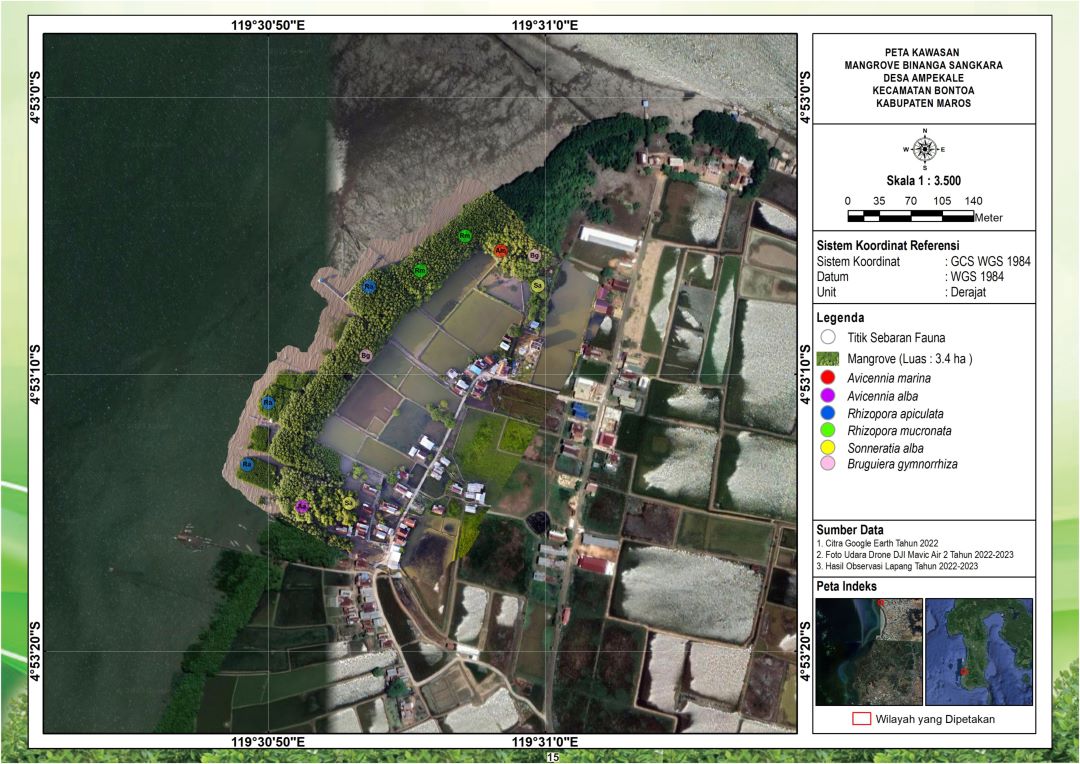 119°30'50"E
119°31'0"E
4°53'0"S
4°53'0"S
4°53'10"S
4°53'10"S
4°53'20"S
4°53'20"S
Rm
Am
Bg
Rm
Ra
Sa
Bg
Ra
Ra
Aa
Sa
119°30'50"E
119°31'0"E
PETA KAWASAN
MANGROVE BINANGA SANGKARA
DESA AMPEKALE
KECAMATAN BONTOA
KABUPATEN MAROS
N
W E
S
Skala 1 : 3.500
0 35 70 105 140
Meter
Sistem Koordinat Referensi
Sistem Koordinat : GCS WGS 1984
Datum : WGS 1984
Unit : Derajat
Legenda
Titik Sebaran Fauna
Mangrove (Luas : 3.4 ha )
Avicennia marina
Avicennia alba
Rhizopora apiculata
Rhizopora mucronata
Sonneratia alba
Bruguiera gymnorrhiza
Sumber Data
1. Citra Google Earth Tahun 2022
2. Foto Udara Drone DJI Mavic Air 2 Tahun 2022-2023
3. Hasil Observasi Lapang Tahun 2022-2023
Peta Indeks
Wilayah yang Dipetakan
15